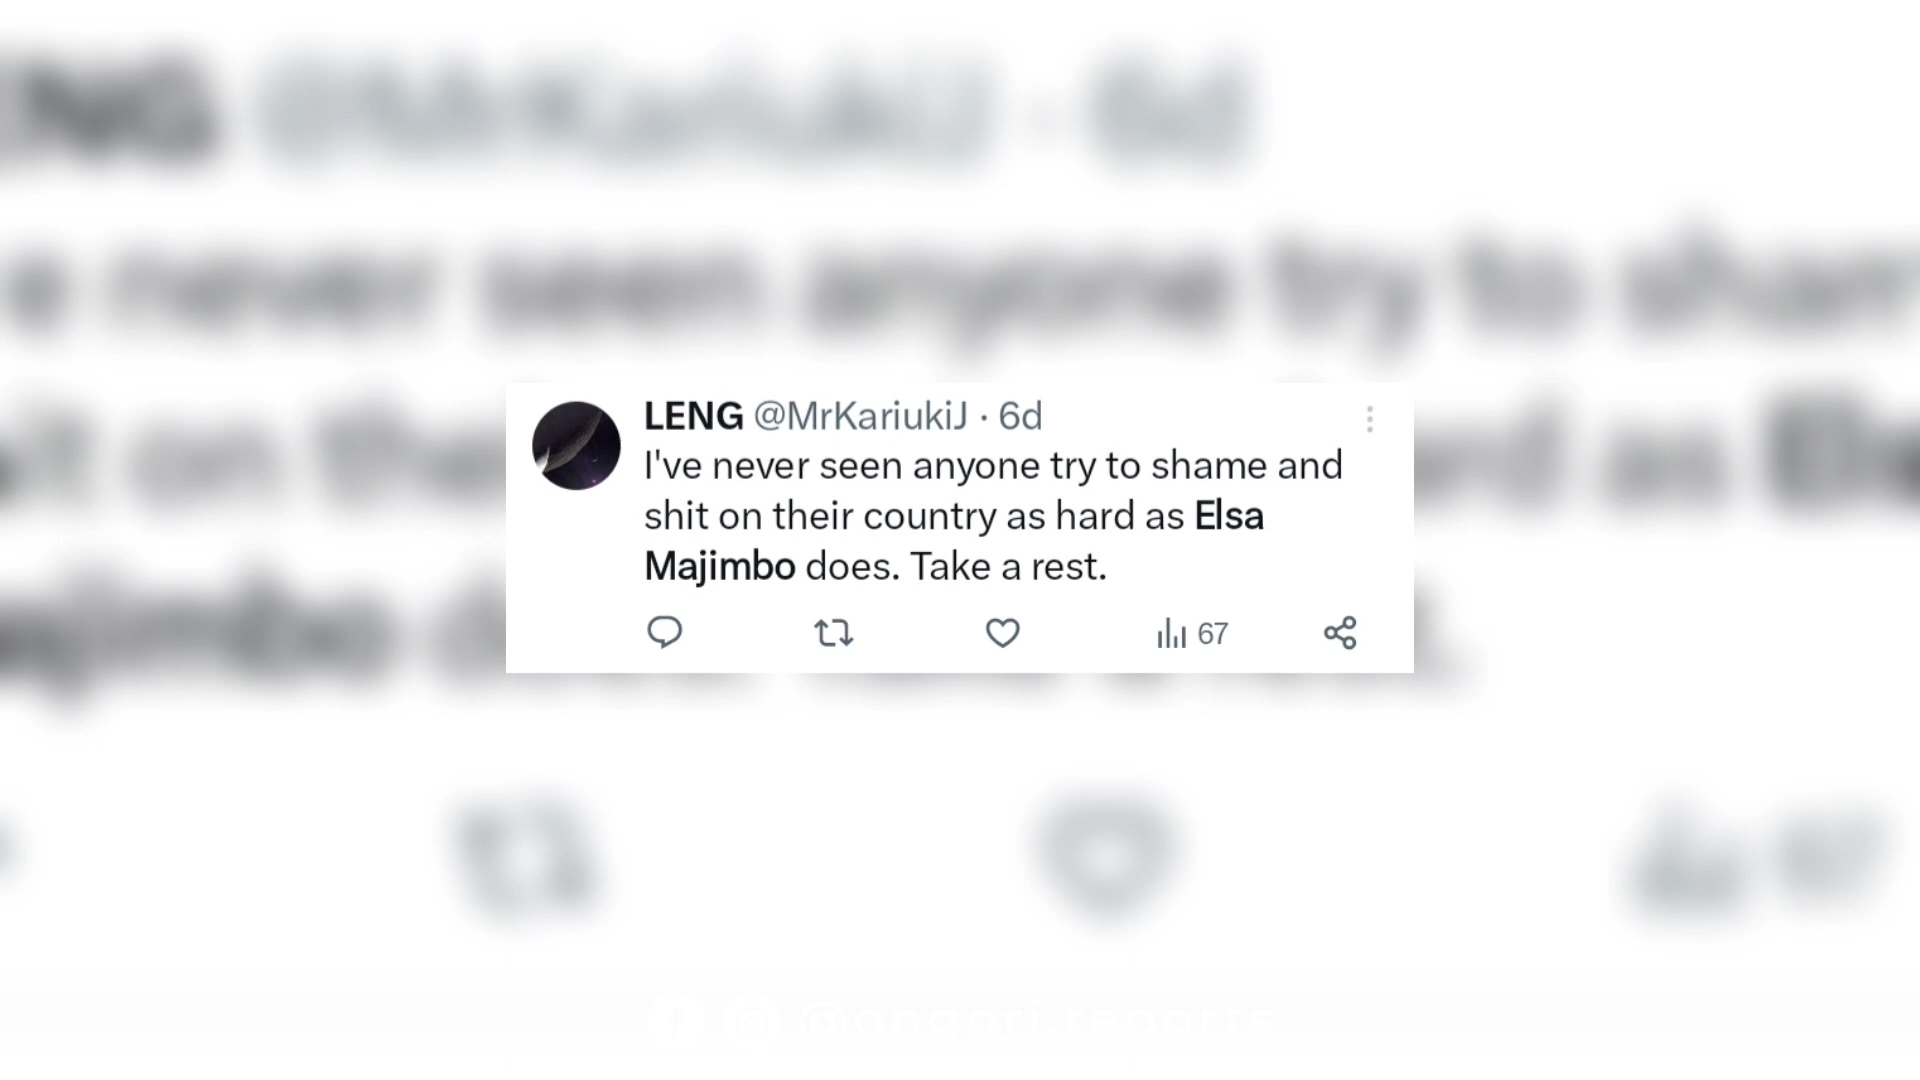 LENG @MrKariukiJ · 6d
I've never seen anyone try to shame and
shit on their country as hard as Elsa
Majimbo does. Take a rest.
67